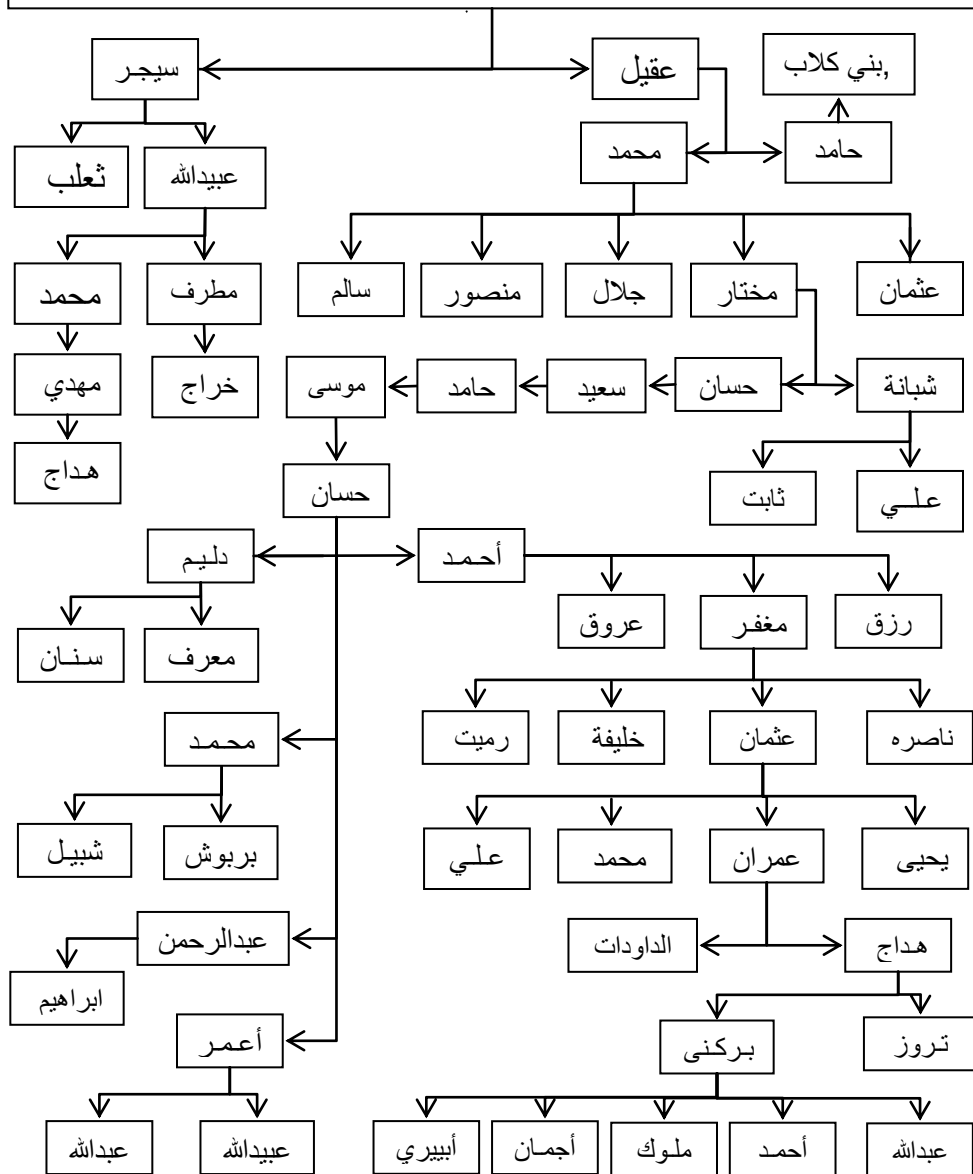 سيجر
عقيل
بني كلاب,
محمد
حامد
ثعلب
عبيدالله
سالم
منصور
جلال
مختار
عثمان
محمد
مطرف
موسى
حامد
سعيد
حسان
شبانة
مهدي
خراج
هداج
حسان
ثابت
علي
دليم
أحمد
سنان
معرف
عروق
مغفر
رزق
رميت
خليفة
عثمان
ناصره
محمد
شبيل
بربوش
علي
محمد
عمران
يحيى
عبدالرحمن
ابراهيم
الداودات
هداج
أعمر
بركنى
تروز
عبدالله
عبيدالله
أبييري
أجمان
ملوك
أحمد
عبدالله